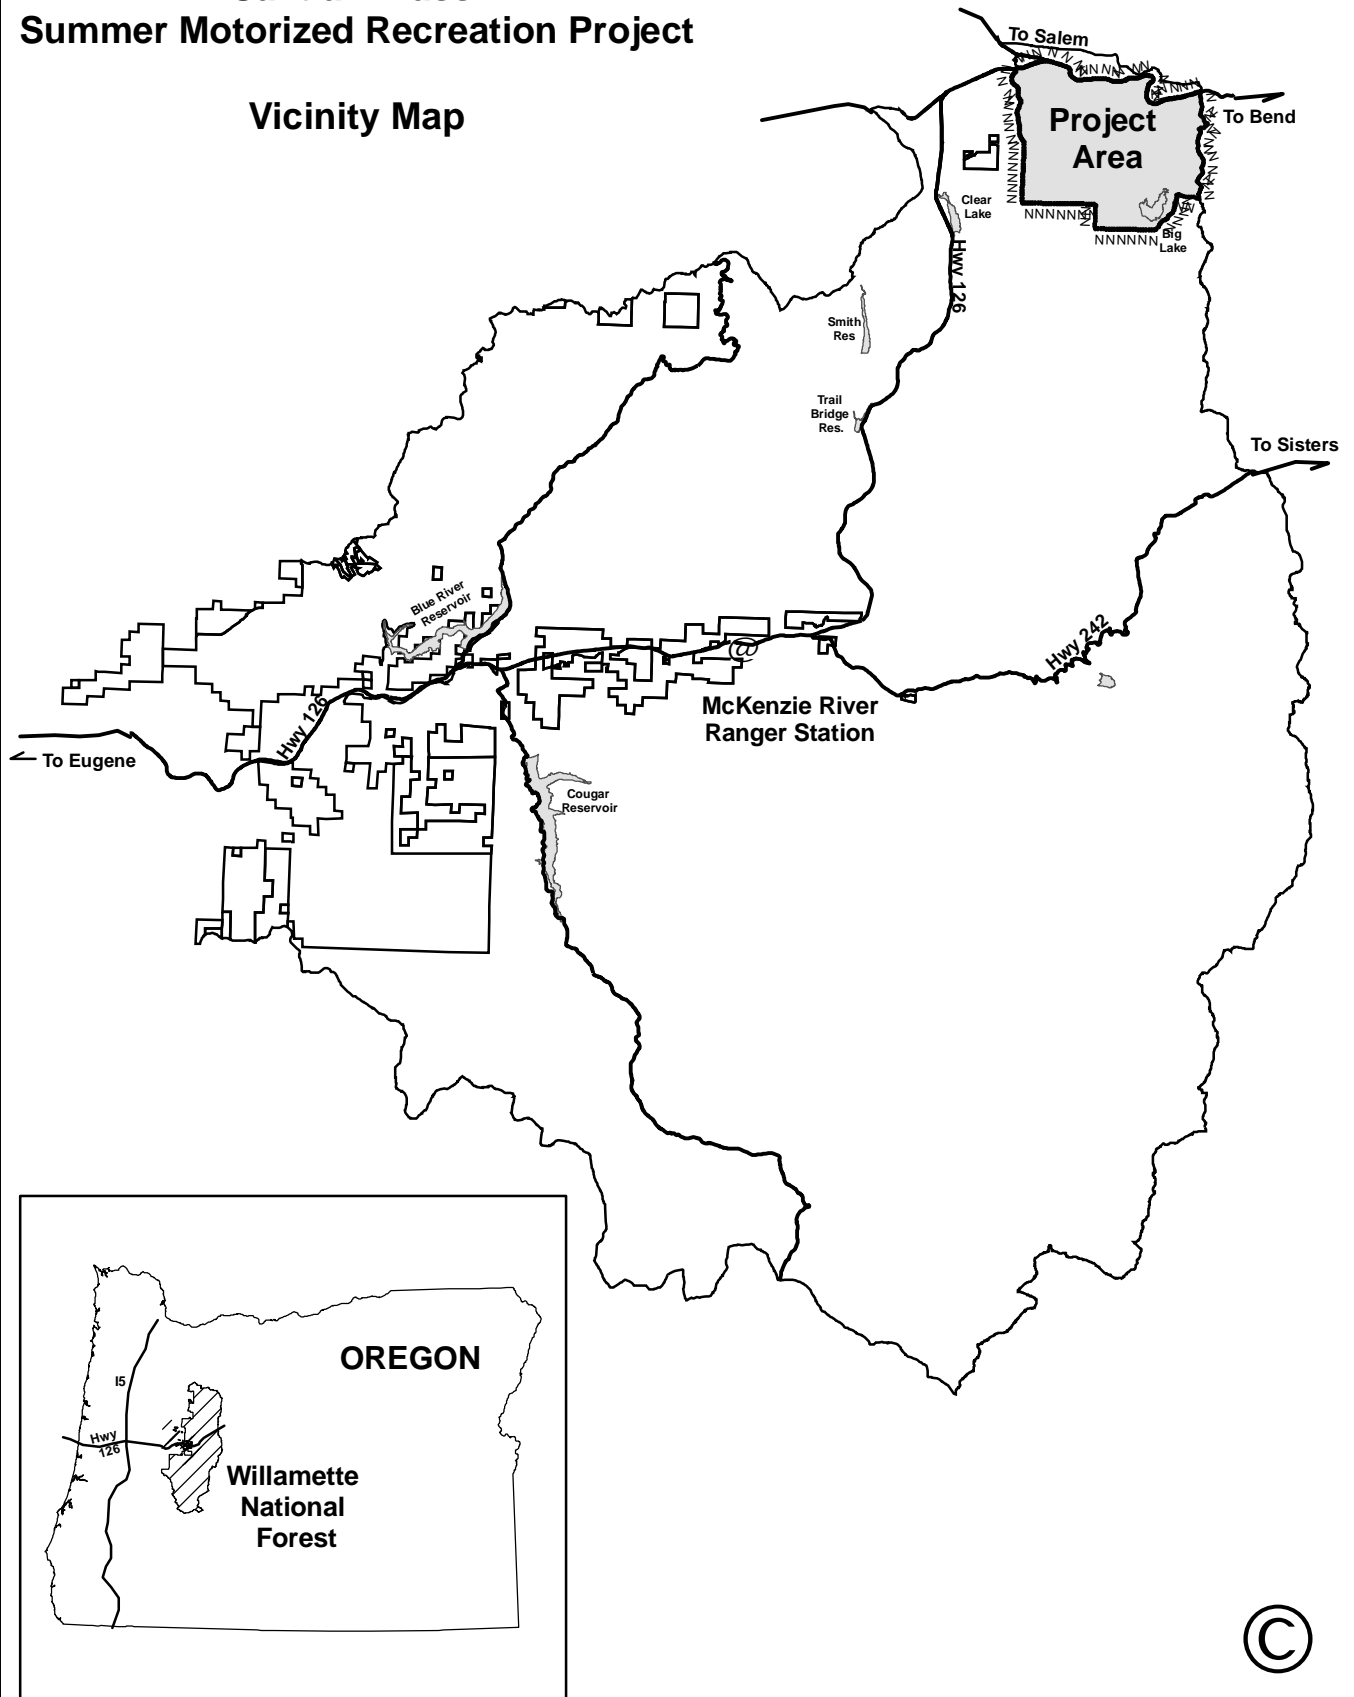 Summer Motorized Recreation Project
Vicinity Map
To Salem
To Bend
Project
Area
Clear
Lake
Big
Lake
Hwy 126
Smith
Res
Trail
Bridge
Res.
To Sisters
Blue River
Reservoir
Hwy 242
@
McKenzie River
Ranger Station
Hwy 126
To Eugene
Cougar
Reservoir
OREGON
I5
Hwy
126
Willamette
National
Forest
©